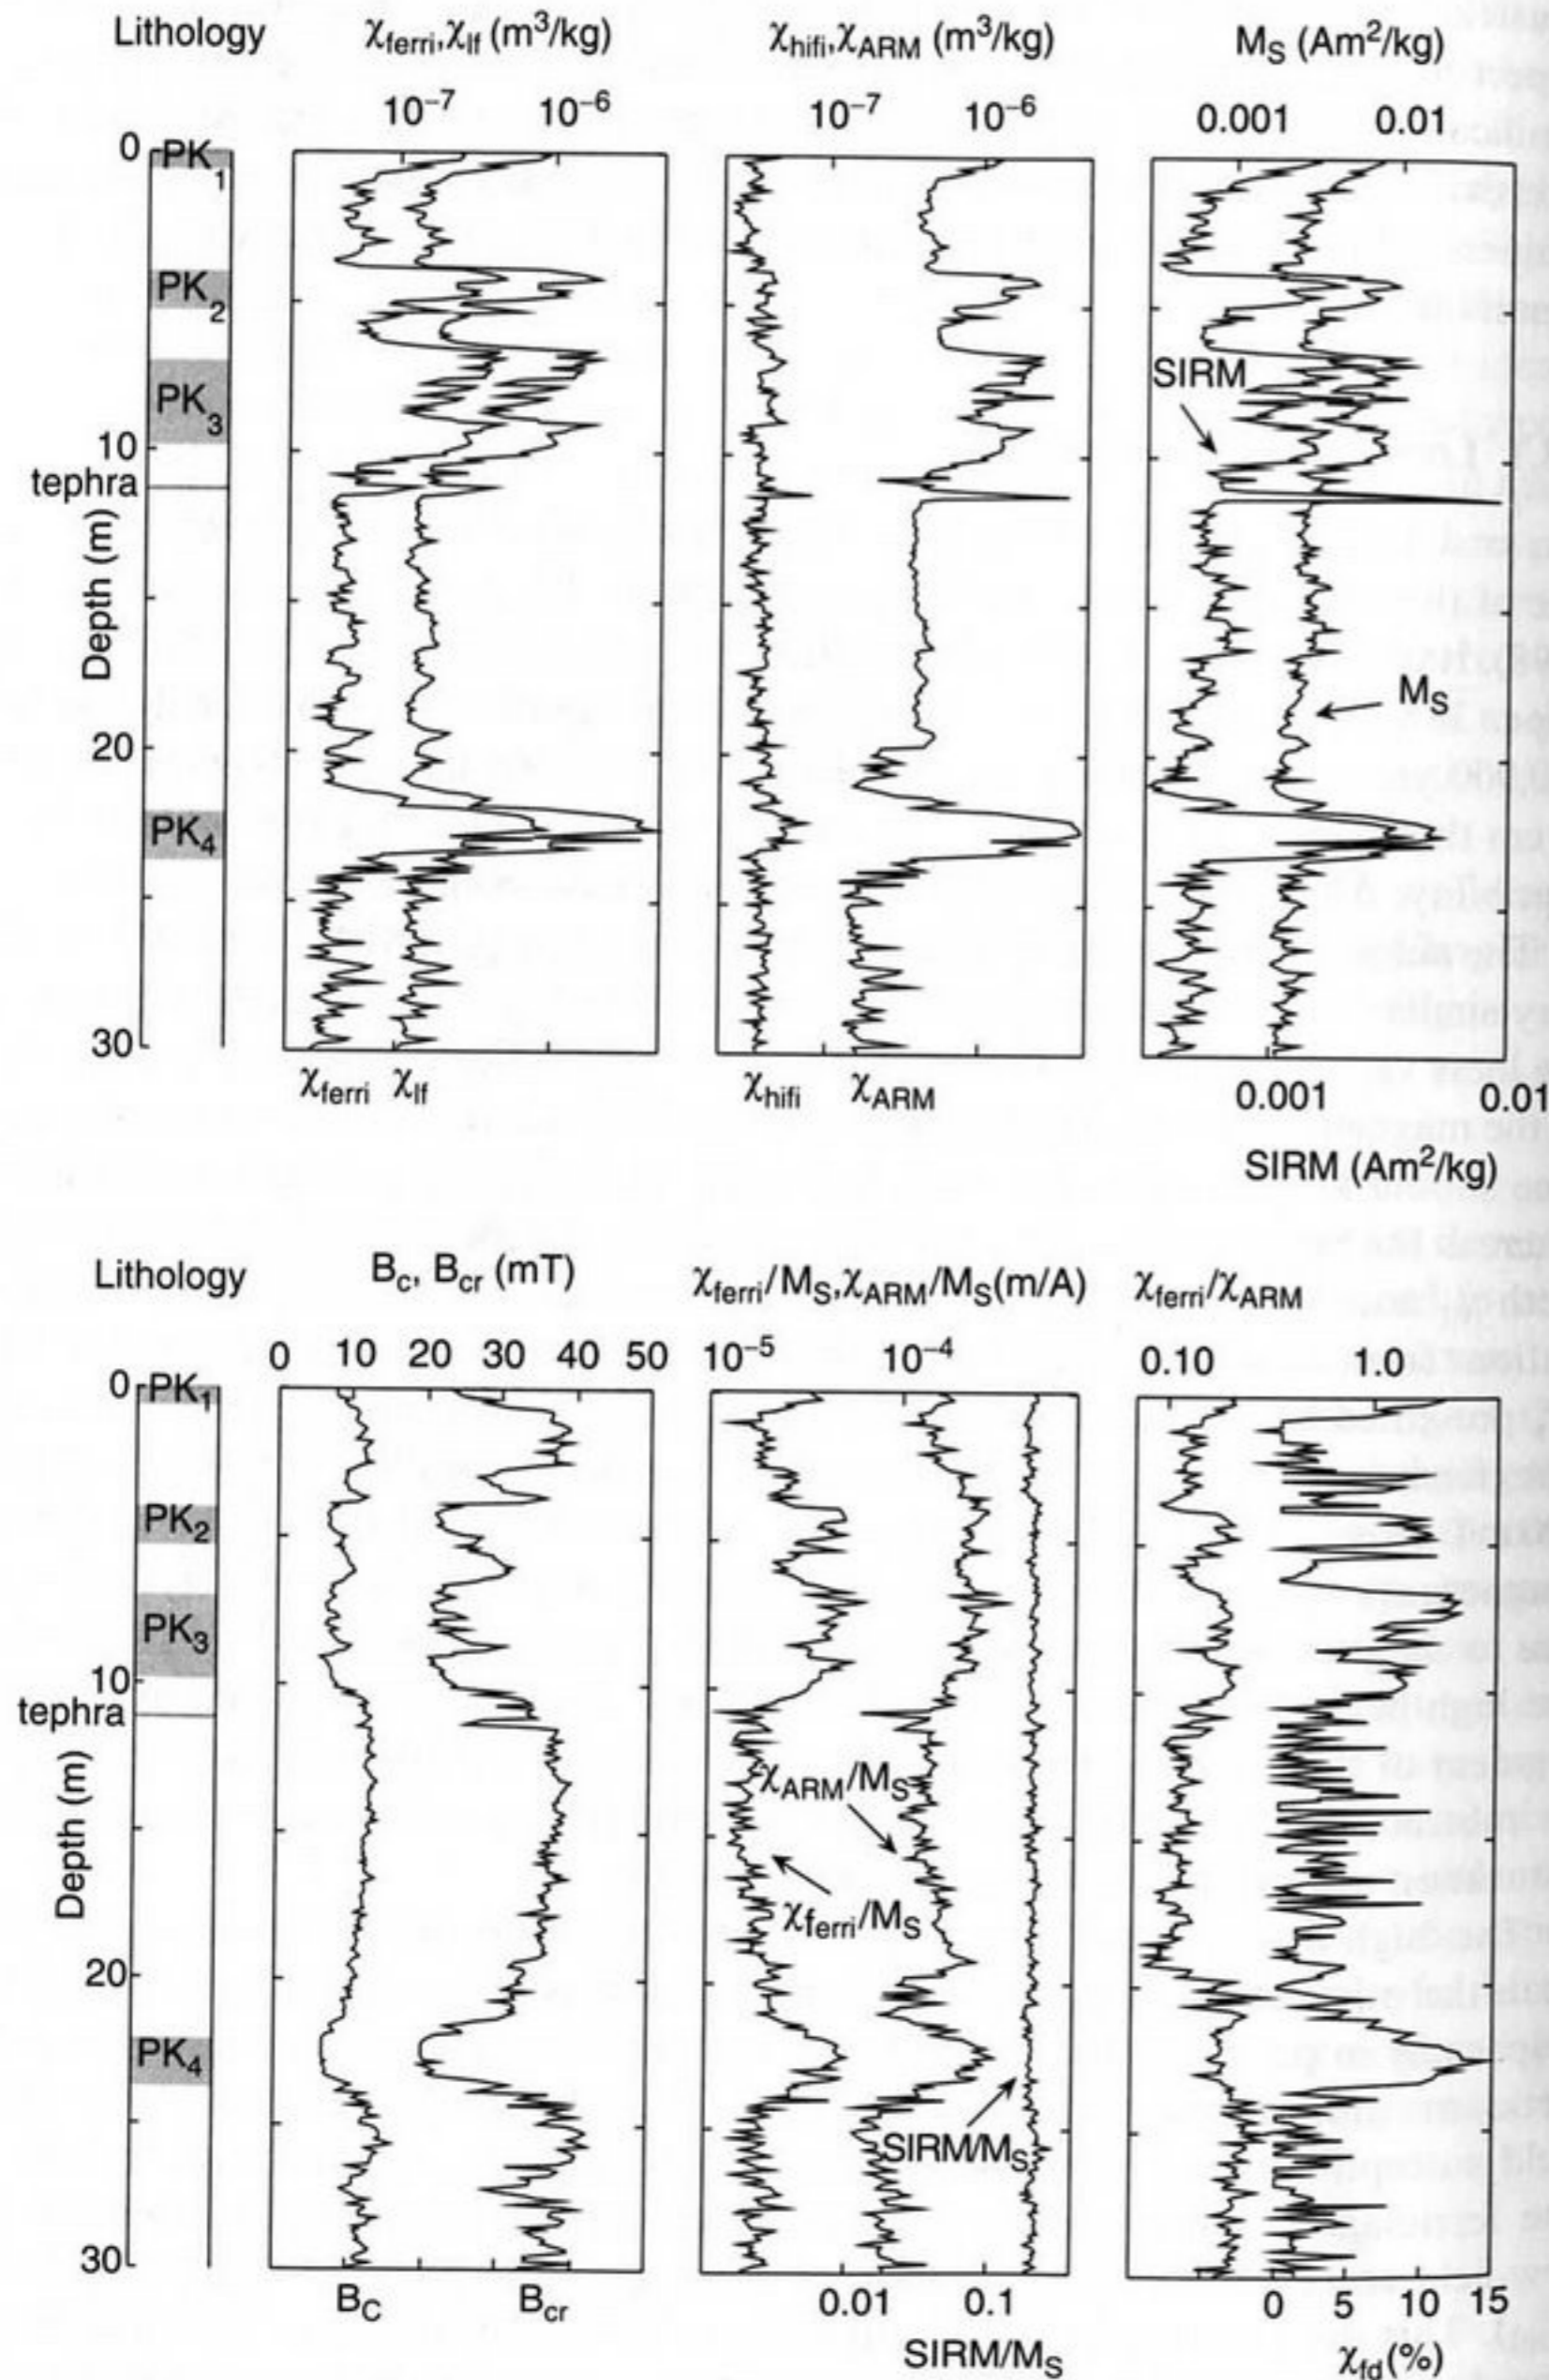 Lithology χferri,χlf (m³/kg) χhifi,χARM (m³/kg) MS (Am²/kg)
10⁻⁷ 10⁻⁶ 10⁻⁷ 10⁻⁶ 0.001 0.01
0
PK1
PK2
SIRM
PK3
10
tephra
Depth (m)
MS
20
PK4
30
χferri χlf χhifi χARM 0.001 0.01
SIRM (Am²/kg)
Lithology Bc, Bcr (mT) χferri/MS,χARM/MS(m/A) χferri/χARM
0 10 20 30 40 50 10⁻⁵ 10⁻⁴ 0.10 1.0
0
PK1
PK2
PK3
10
tephra
Depth (m)
χARM/MS
χferri/MS
20
PK4
SIRM/MS
30
BC Bcr 0.01 0.1 0 5 10 15
SIRM/MS χfd(%)